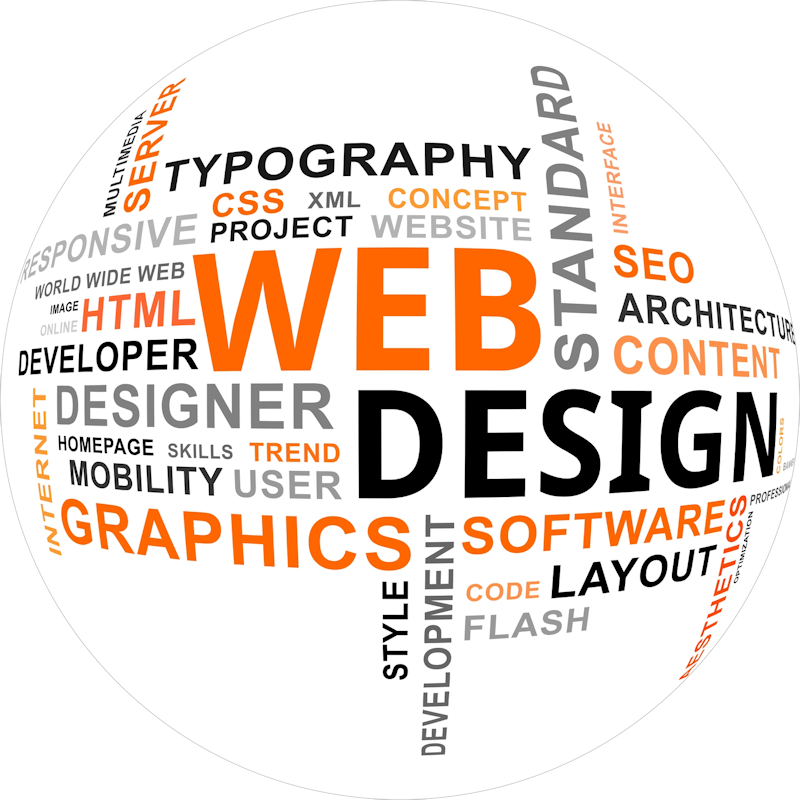 MULTIMEDIA
SERVER
TYPOGRAPHY
CSS XML CONCEPT
RESPONSIVE PROJECT WEBSITE
STANDARD
INTERFACE
WORLD WIDE WEB
IMAGE
ONLINE
HTML
WEB
SEO
ARCHITECTURE
DEVELOPER
CONTENT
INTERNET
DESIGNER
DESIGN
COLORS
HOMEPAGE SKILLS TREND
MOBILITY USER
BANNER
PROFESSIONAL
GRAPHICS
SOFTWARE
AESTHETICS
OPTIMIZATION
STYLE
DEVELOPMENT
CODE LAYOUT
FLASH